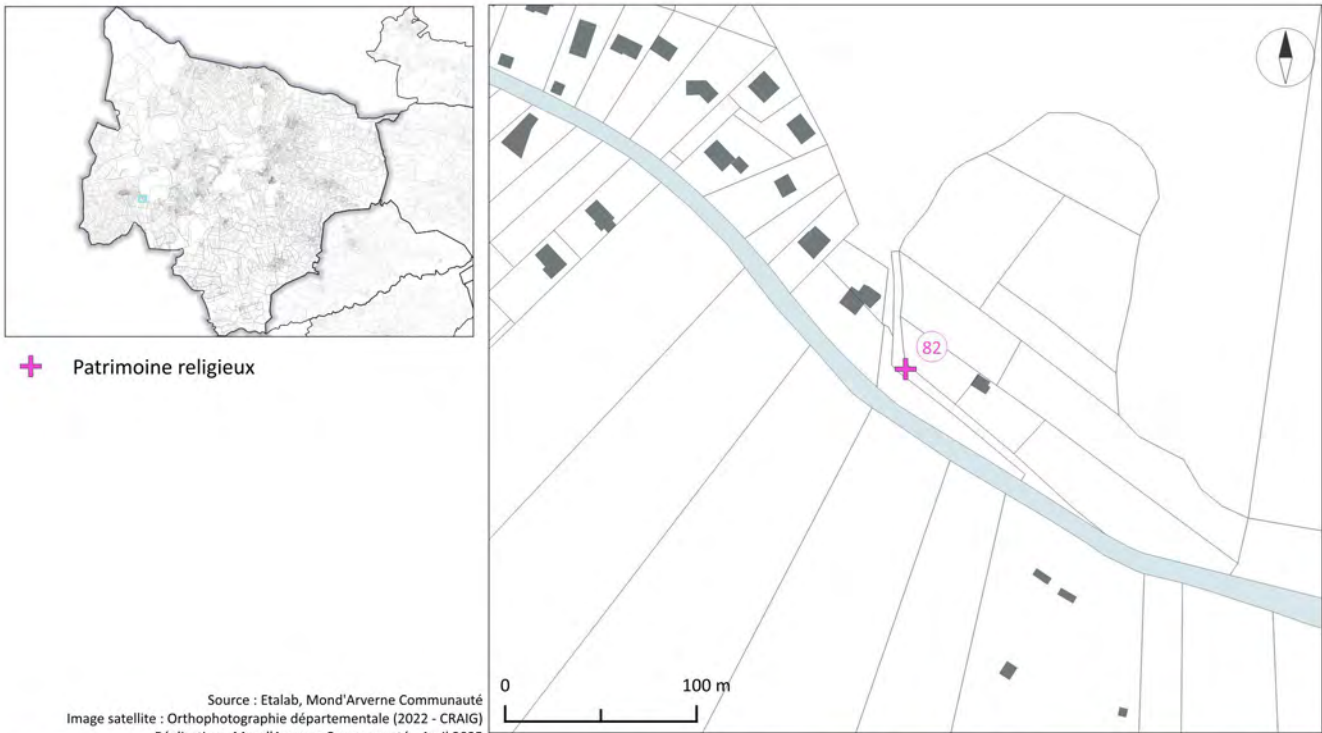 82
Patrimoine religieux
0 100 m
Source : Etalab, Mond'Arverne Communauté
Image satellite : Orthophotographie départementale (2022 - CRAIG)